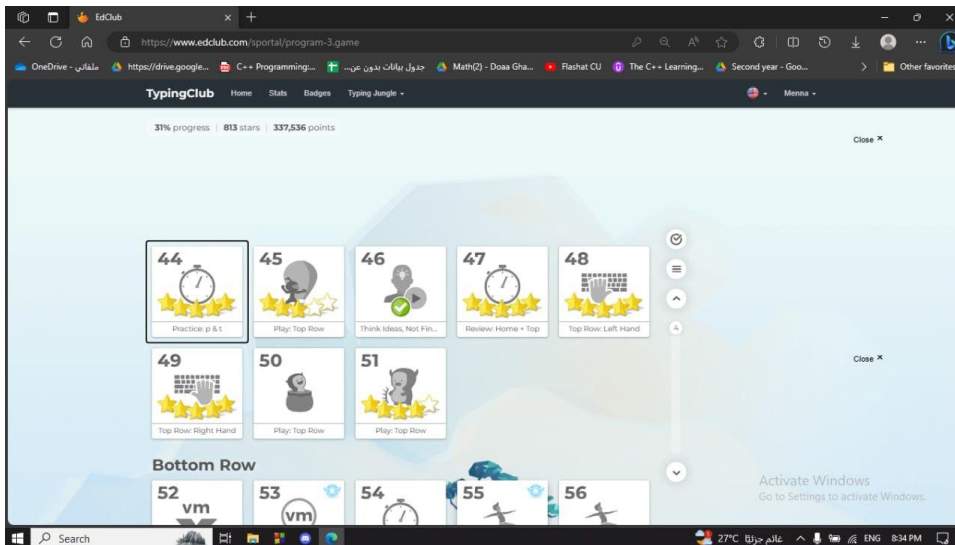 EdClub
https://www.edclub.com/sportal/program-3.game
OneDrive - ملفاتي
https://drive.google...
C++ Programming:...
جدول بيانات بدون عن...
Math(2) - Doaa Gha...
Flashat CU
The C++ Learning...
Second year - Goo...
Other favorites
TypingClub Home Stats Badges Typing Jungle Menna
31% progress | 813 stars | 337,536 points
Close ×
44 45 46 47 48
Practice: p & t Play: Top Row Think Ideas, Not Fin... Review: Home + Top Top Row: Left Hand
4
49 50 51
Close ×
Top Row: Right Hand Play: Top Row Play: Top Row
Bottom Row
52 53 54 55 56
vm vm
Activate Windows
Go to Settings to activate Windows.
Search 27°C غائم جزئيًا ENG 8:34 PM